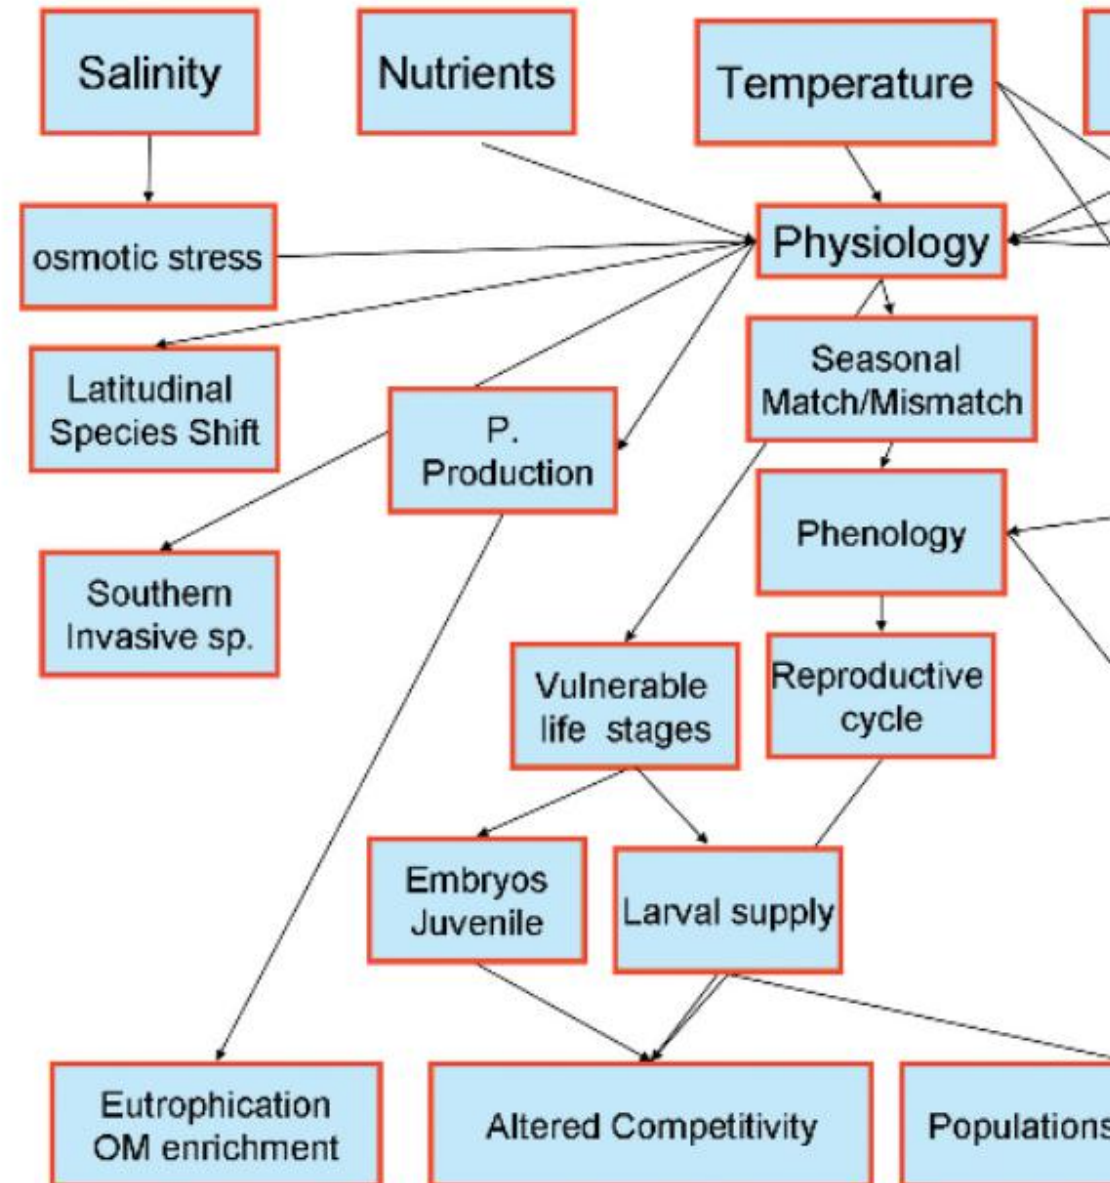 Salinity
Nutrients
Temperature
osmotic stress
Physiology
Latitudinal
Species Shift
P.
Production
Seasonal
Match/Mismatch
Southern
Invasive sp.
Phenology
Vulnerable
life stages
Reproductive
cycle
Embryos
Juvenile
Larval supply
Eutrophication
OM enrichment
Altered Competitivity
Populations